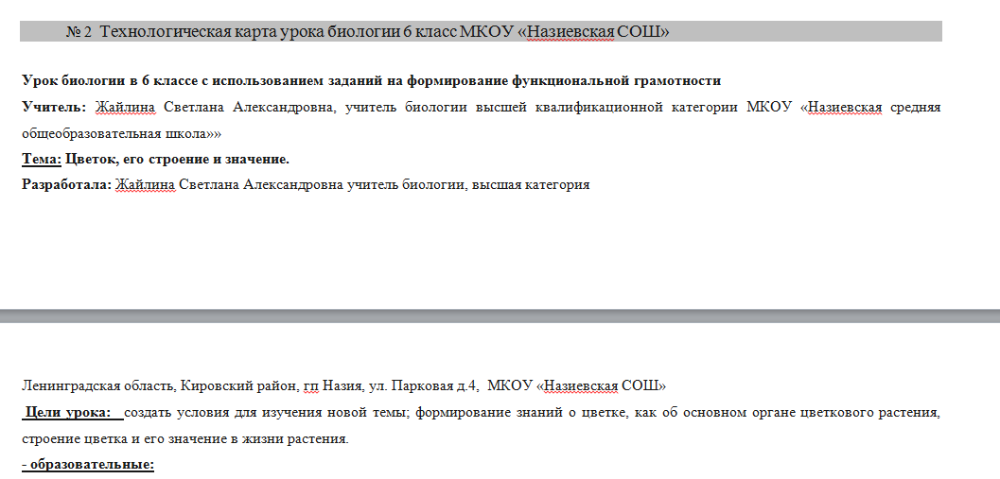 № 2 Технологическая карта урока биологии 6 класс МКОУ «Назиевская СОШ»
Урок биологии в 6 классе с использованием заданий на формирование функциональной грамотности
Учитель: Жайлина Светлана Александровна, учитель биологии высшей квалификационной категории МКОУ «Назиевская средняя
общеобразовательная школа»»
Тема: Цветок, его строение и значение.
Разработала: Жайлина Светлана Александровна учитель биологии, высшая категория
Ленинградская область, Кировский район, гп Назия, ул. Парковая д.4, МКОУ «Назиевская СОШ»
Цели урока: создать условия для изучения новой темы; формирование знаний о цветке, как об основном органе цветкового растения,
строение цветка и его значение в жизни растения.
- образовательные: